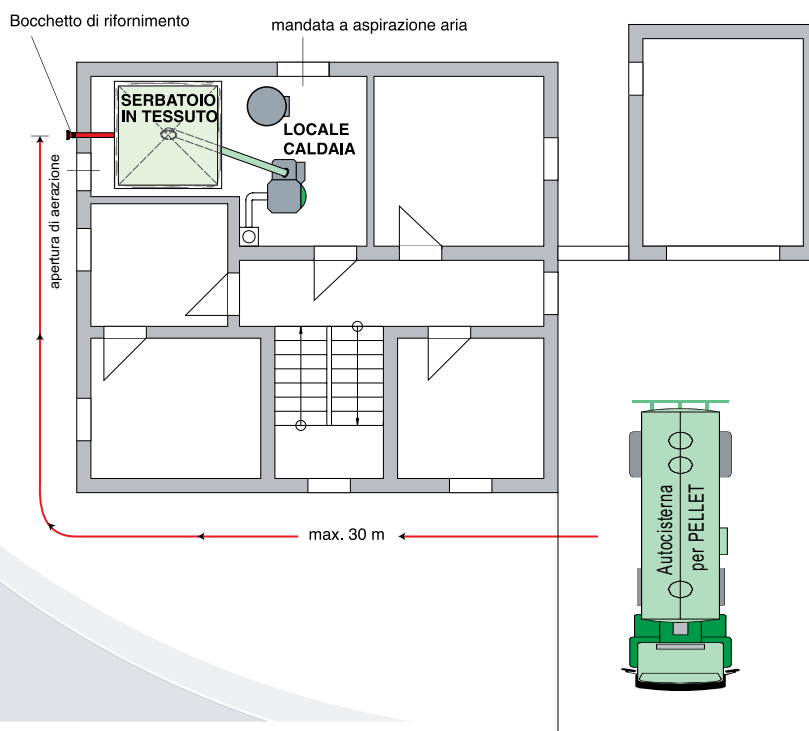 Bocchetto di rifornimento
mandata a aspirazione aria
SERBATOIO
IN TESSUTO
LOCALE
CALDAIA
apertura di aerazione
max. 30 m
Autocisterna
per PELLET